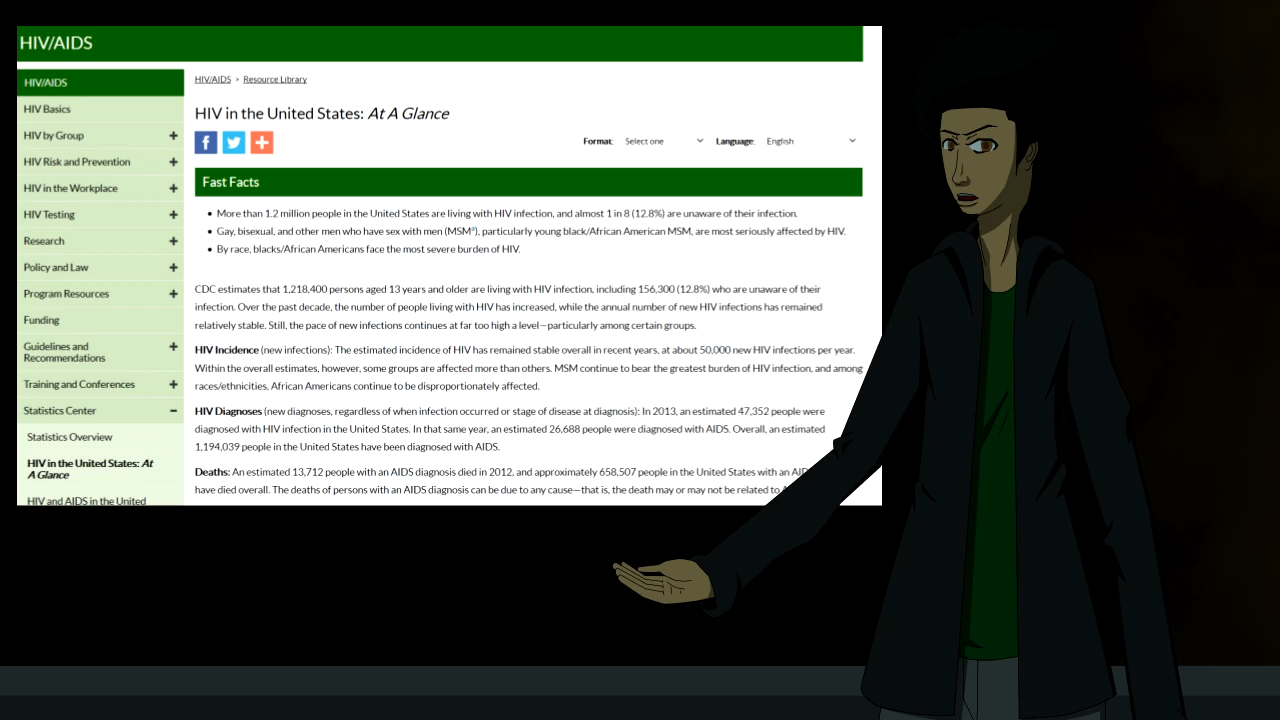 HIV/AIDS
HIV/AIDS
HIV Basics
HIV by Group
HIV Risk and Prevention
HIV in the Workplace
HIV Testing
Research
Policy and Law
Program Resources
Funding
Guidelines and
Recommendations
Training and Conferences
Statistics Center
Statistics Overview
HIV in the United States: At
A Glance
HIV and AIDS in the United
HIV/AIDS > Resource Library
HIV in the United States: At A Glance
Format: Select one Language: English
Fast Facts
• More than 1.2 million people in the United States are living with HIV infection, and almost 1 in 8 (12.8%) are unaware of their infection.
• Gay, bisexual, and other men who have sex with men (MSMª), particularly young black/African American MSM, are most seriously affected by HIV.
• By race, blacks/African Americans face the most severe burden of HIV.
CDC estimates that 1,218,400 persons aged 13 years and older are living with HIV infection, including 156,300 (12.8%) who are unaware of their
infection. Over the past decade, the number of people living with HIV has increased, while the annual number of new HIV infections has remained
relatively stable. Still, the pace of new infections continues at far too high a level—particularly among certain groups.
HIV Incidence (new infections): The estimated incidence of HIV has remained stable overall in recent years, at about 50,000 new HIV infections per year.
Within the overall estimates, however, some groups are affected more than others. MSM continue to bear the greatest burden of HIV infection, and among
races/ethnicities, African Americans continue to be disproportionately affected.
HIV Diagnoses (new diagnoses, regardless of when infection occurred or stage of disease at diagnosis): In 2013, an estimated 47,352 people were
diagnosed with HIV infection in the United States. In that same year, an estimated 26,688 people were diagnosed with AIDS. Overall, an estimated
1,194,039 people in the United States have been diagnosed with AIDS.
Deaths: An estimated 13,712 people with an AIDS diagnosis died in 2012, and approximately 658,507 people in the United States with an
have died overall. The deaths of persons with an AIDS diagnosis can be due to any cause—that is, the death may or may not be related to